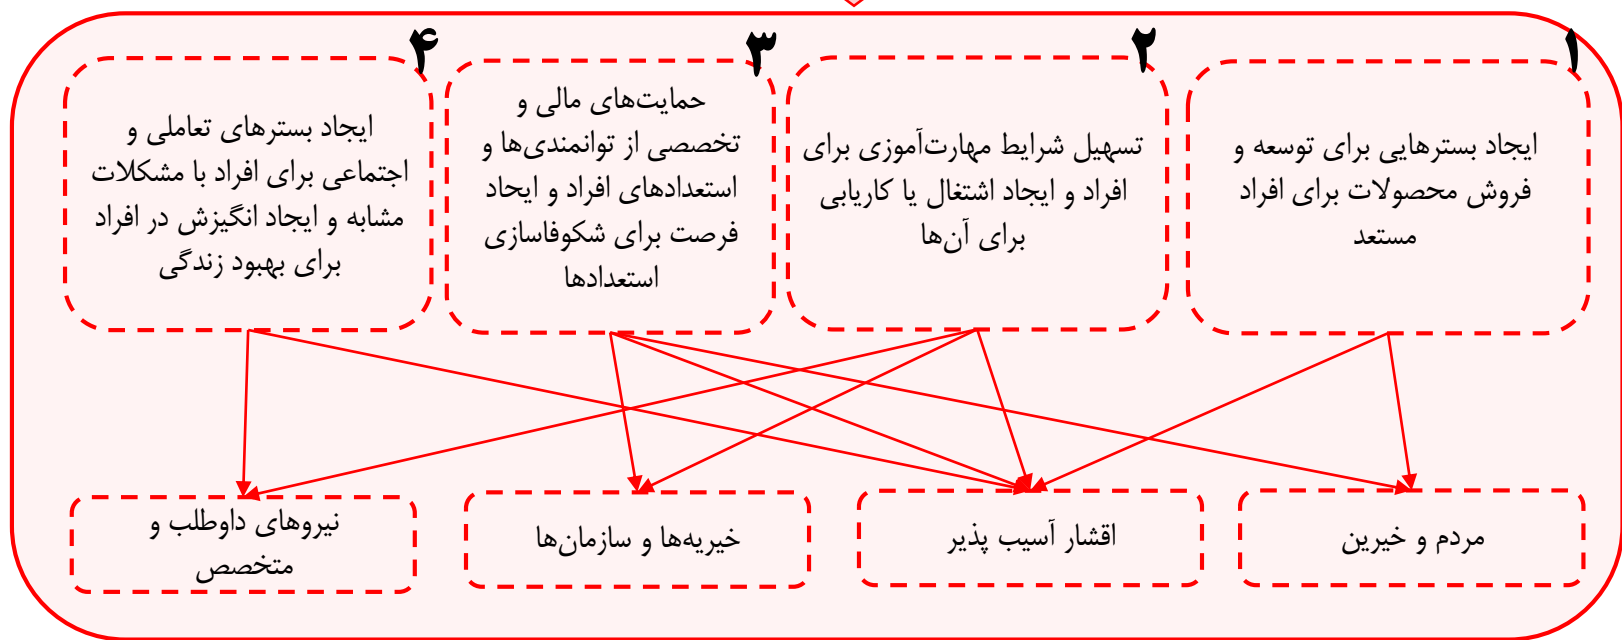 ۱
ایجاد بسترهایی برای توسعه و
فروش محصولات برای افراد
مستعد
۲
تسهیل شرایط مهارت‌آموزی برای
افراد و ایجاد اشتغال یا کاریابی
برای آن‌ها
۳
حمایت‌های مالی و
تخصصی از توانمندی‌ها و
استعدادهای افراد و ایحاد
فرصت برای شکوفاسازی
استعدادها
۴
ایجاد بسترهای تعاملی و
اجتماعی برای افراد با مشکلات
مشابه و ایجاد انگیزش در افراد
برای بهبود زندگی
مردم و خیرین
اقشار آسیب پذیر
خیریه‌ها و سازمان‌ها
نیروهای داوطلب و
متخصص